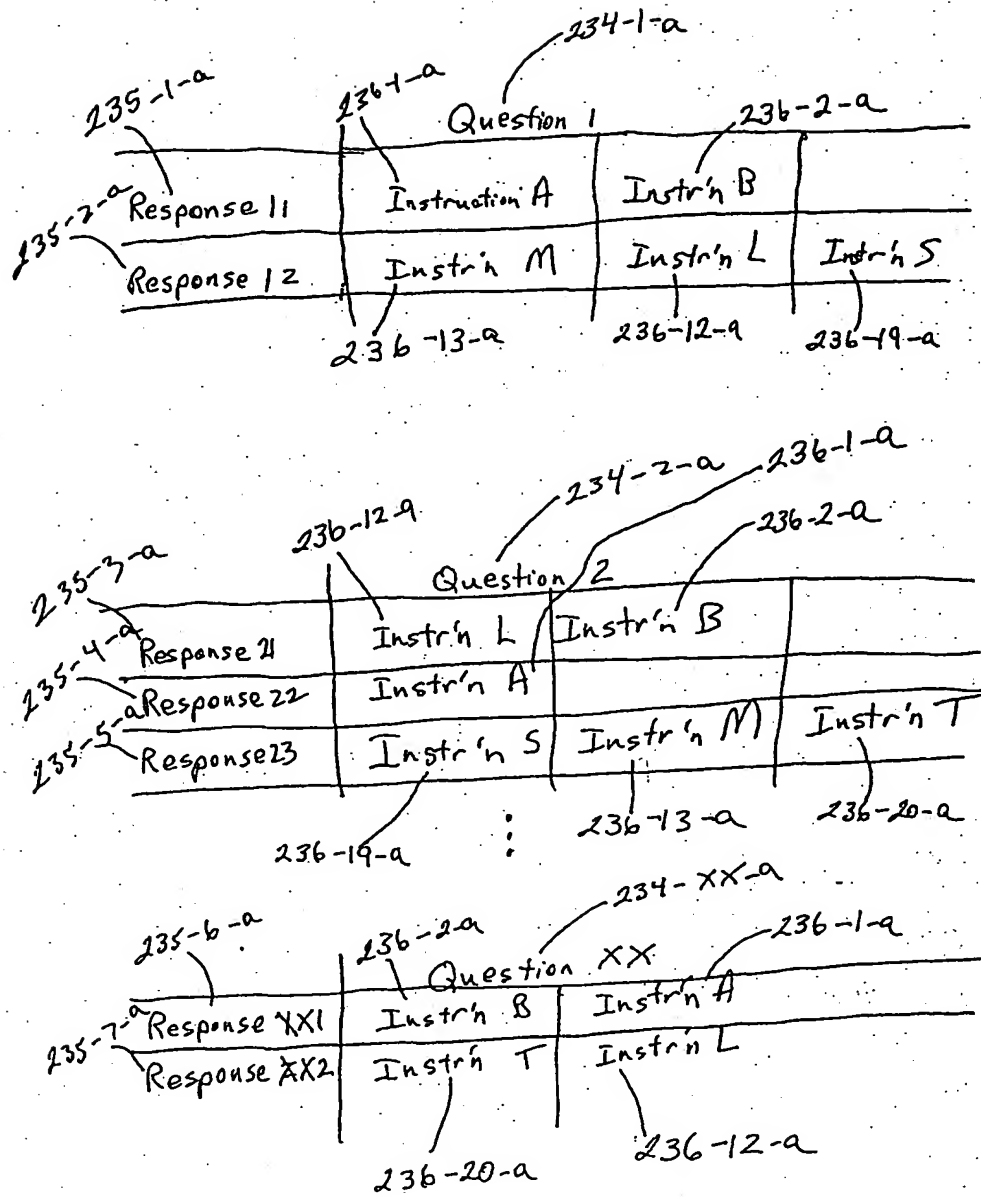 234-1-a
235-1-a 236-1-a Question 1 236-2-a
235-2-a Response 11 Instruction A Instr'n B
Response 12 Instr'n M Instr'n L Instr'n S
236-13-a 236-12-a 236-19-a
234-2-a 236-1-a
236-12-a 236-2-a
235-3-a Question 2
Response 21 Instr'n L Instr'n B
235-4-a Response 22 Instr'n A
235-5-a Response 23 Instr'n S Instr'n M Instr'n T
236-19-a 236-13-a 236-20-a
234-XX-a
235-6-a 236-2-a Question XX 236-1-a
235-7-a Response XX1 Instr'n B Instr'n A
Response XX2 Instr'n T Instr'n L
236-20-a 236-12-a